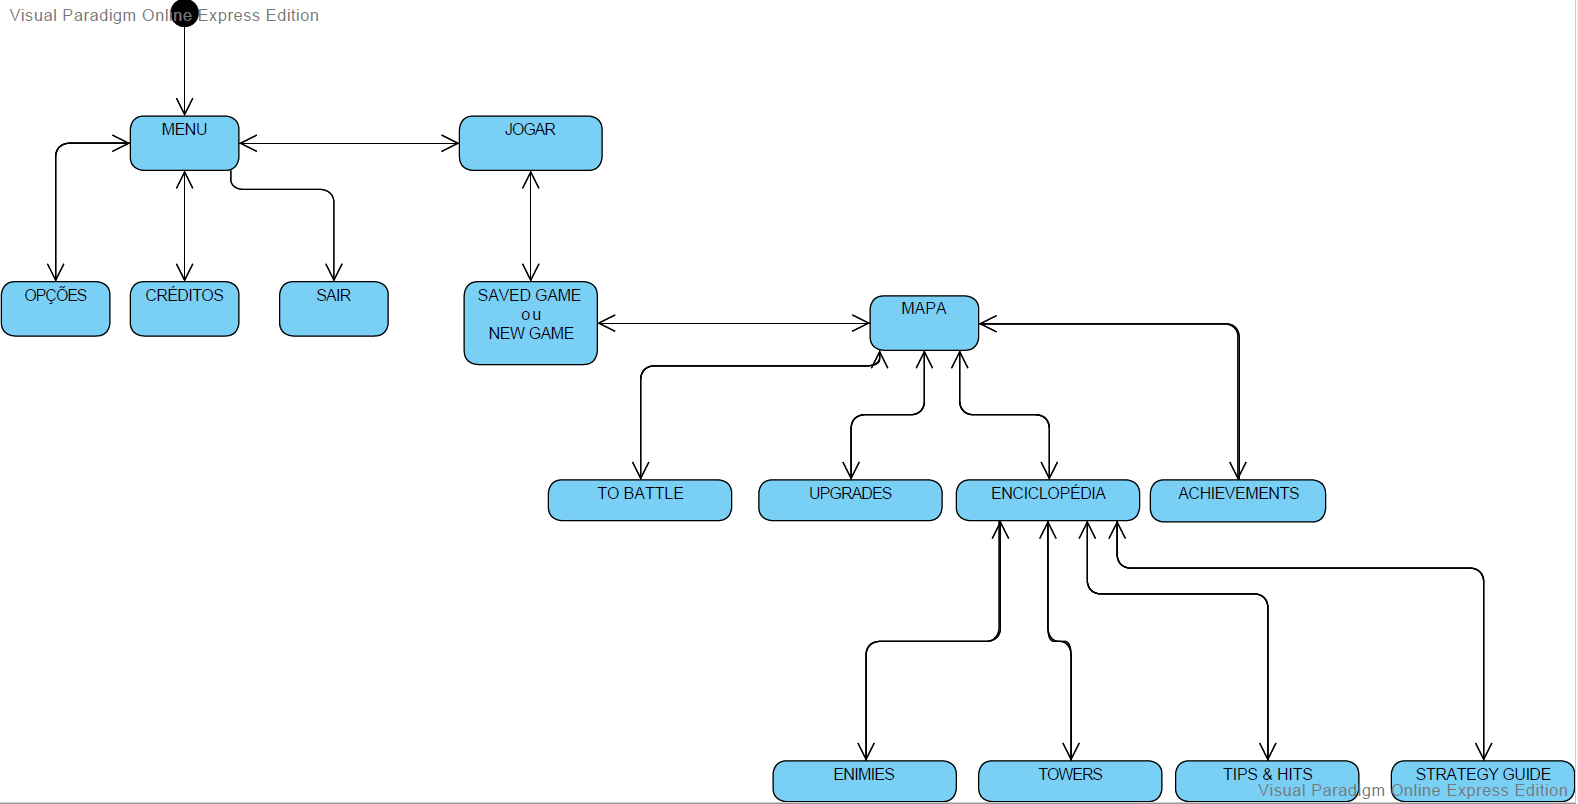 Visual Paradigm Online Express Edition
MENU
JOGAR
OPÇÕES
CRÉDITOS
SAIR
SAVED GAME
ou
NEW GAME
MAPA
TO BATTLE
UPGRADES
ENCICLOPÉDIA
ACHIEVEMENTS
ENIMIES
TOWERS
TIPS & HITS
STRATEGY GUIDE
Visual Paradigm Online Express Edition